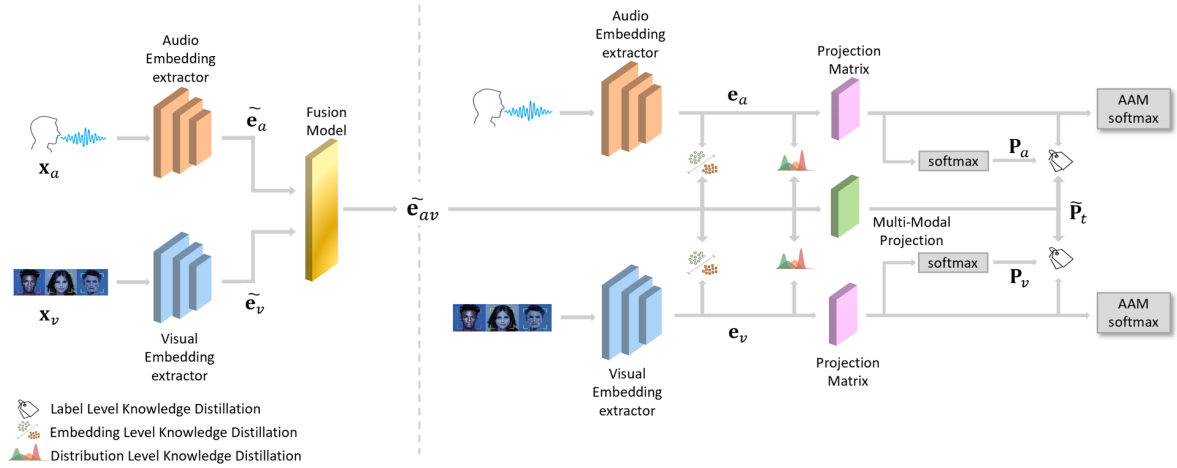 Audio
Embedding
extractor
𝐱ₐ
ẽₐ
Fusion
Model
Visual
Embedding
extractor
𝐱ᵥ
ẽᵥ
ẽₐᵥ
Audio
Embedding
extractor
eₐ
Projection
Matrix
AAM
softmax
softmax
Pₐ
Multi-Modal
Projection
P̃ₜ
softmax
Pᵥ
Visual
Embedding
extractor
eᵥ
Projection
Matrix
AAM
softmax
Label Level Knowledge Distillation
Embedding Level Knowledge Distillation
Distribution Level Knowledge Distillation